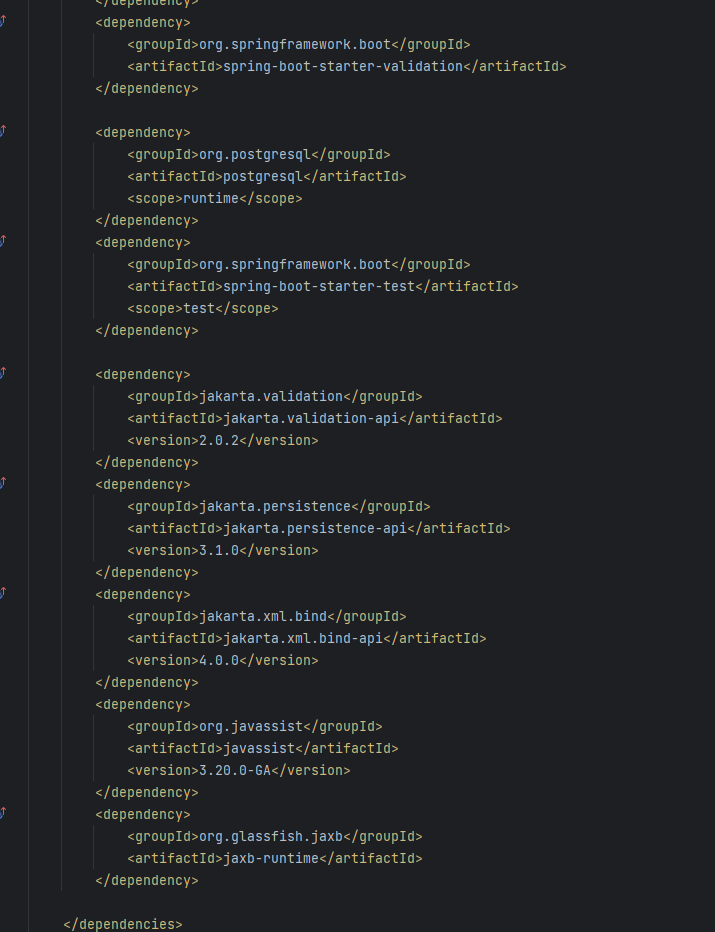 </dependency>
<dependency>
<groupId>org.springframework.boot</groupId>
<artifactId>spring-boot-starter-validation</artifactId>
</dependency>
<dependency>
<groupId>org.postgresql</groupId>
<artifactId>postgresql</artifactId>
<scope>runtime</scope>
</dependency>
<dependency>
<groupId>org.springframework.boot</groupId>
<artifactId>spring-boot-starter-test</artifactId>
<scope>test</scope>
</dependency>
<dependency>
<groupId>jakarta.validation</groupId>
<artifactId>jakarta.validation-api</artifactId>
<version>2.0.2</version>
</dependency>
<dependency>
<groupId>jakarta.persistence</groupId>
<artifactId>jakarta.persistence-api</artifactId>
<version>3.1.0</version>
</dependency>
<dependency>
<groupId>jakarta.xml.bind</groupId>
<artifactId>jakarta.xml.bind-api</artifactId>
<version>4.0.0</version>
</dependency>
<dependency>
<groupId>org.javassist</groupId>
<artifactId>javassist</artifactId>
<version>3.20.0-GA</version>
</dependency>
<dependency>
<groupId>org.glassfish.jaxb</groupId>
<artifactId>jaxb-runtime</artifactId>
</dependency>
</dependencies>